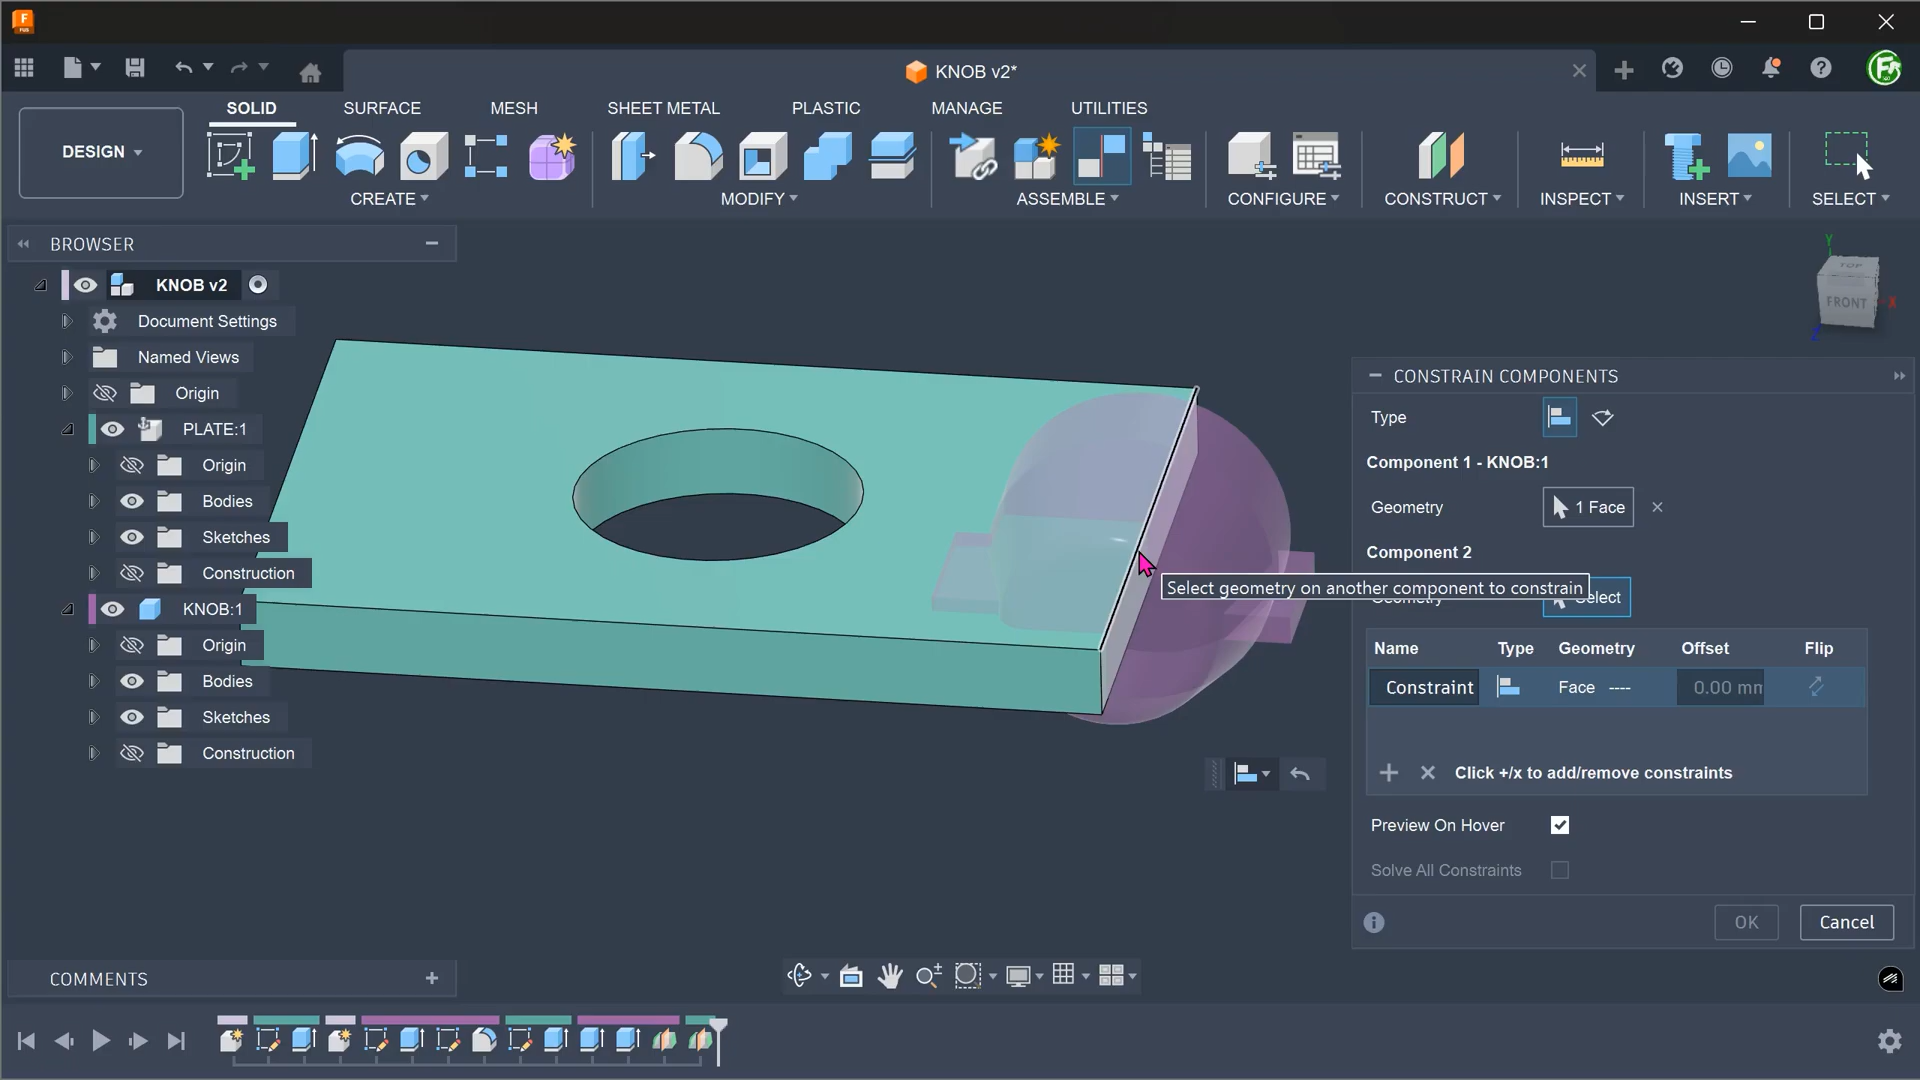 KNOB v2*
DESIGN
SOLID
SURFACE
MESH
SHEET METAL
PLASTIC
MANAGE
UTILITIES
CREATE
MODIFY
ASSEMBLE
CONFIGURE
CONSTRUCT
INSPECT
INSERT
SELECT
BROWSER
KNOB v2
Document Settings
Named Views
Origin
PLATE:1
Origin
Bodies
Sketches
Construction
KNOB:1
Origin
Bodies
Sketches
Construction
Y
TOP
FRONT
X
Z
CONSTRAIN COMPONENTS
Type
Component 1 - KNOB:1
Geometry 1 Face
Component 2
Select geometry on another component to constrain
Select
Name Type Geometry Offset Flip
Constraint Face ---- 0.00 mm
Click +/x to add/remove constraints
Preview On Hover
Solve All Constraints
OK Cancel
COMMENTS